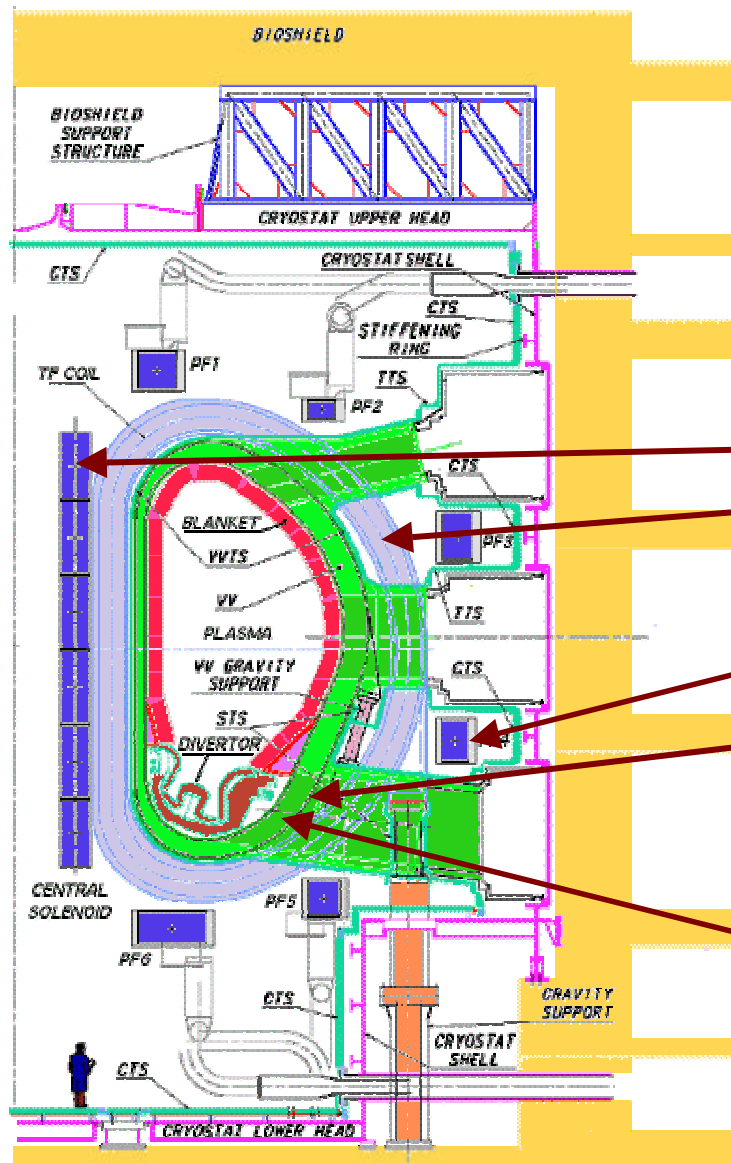 BIOSHIELD
BIOSHIELD
SUPPORT
STRUCTURE
CRYOSTAT UPPER HEAD
CTS
CRYOSTAT SHELL
CTS
STIFFENING
RING
PF1
TF COIL
TTS
PF2
CTS
BLANKET
PF3
VVTS
VV
TTS
PLASMA
VV GRAVITY
SUPPORT
CTS
STS
DIVERTOR
CENTRAL
SOLENOID
PF5
PF6
CTS
GRAVITY
SUPPORT
CRYOSTAT
SHELL
CTS
CRYOSTAT LOWER HEAD